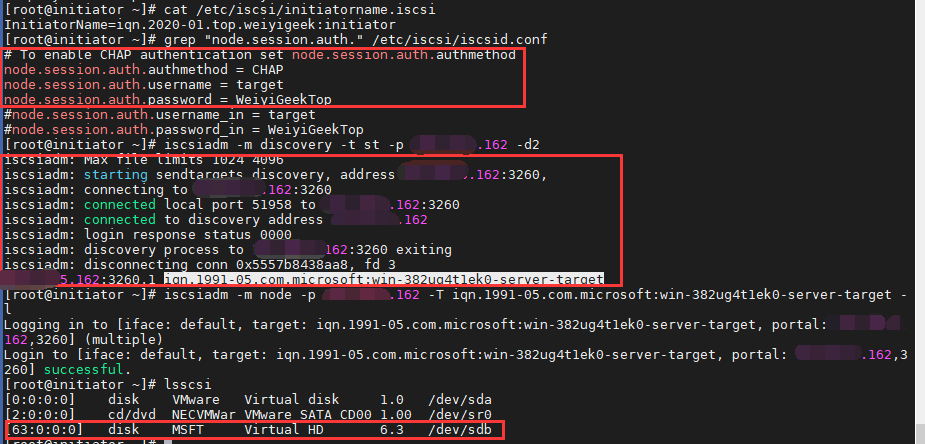 [root@initiator ~]# cat /etc/iscsi/initiatorname.iscsi
InitiatorName=iqn.2020-01.top.weiyigeek:initiator
[root@initiator ~]# grep "node.session.auth." /etc/iscsi/iscsid.conf
# To enable CHAP authentication set node.session.auth.authmethod
node.session.auth.authmethod = CHAP
node.session.auth.username = target
node.session.auth.password = WeiyiGeekTop
#node.session.auth.username_in = target
#node.session.auth.password_in = WeiyiGeekTop
[root@initiator ~]# iscsiadm -m discovery -t st -p .162 -d2
iscsiadm: Max file limits 1024 4096
iscsiadm: starting sendtargets discovery, address .162:3260,
iscsiadm: connecting to .162:3260
iscsiadm: connected local port 51958 to .162:3260
iscsiadm: connected to discovery address .162
iscsiadm: login response status 0000
iscsiadm: discovery process to 162:3260 exiting
iscsiadm: disconnecting conn 0x5557b8438aa8, fd 3
5.162:3260,1 iqn.1991-05.com.microsoft:win-382ug4t1ek0-server-target
[root@initiator ~]# iscsiadm -m node -p .162 -T iqn.1991-05.com.microsoft:win-382ug4t1ek0-server-target -
l
Logging in to [iface: default, target: iqn.1991-05.com.microsoft:win-382ug4t1ek0-server-target, portal:
162,3260] (multiple)
Login to [iface: default, target: iqn.1991-05.com.microsoft:win-382ug4t1ek0-server-target, portal: .162,3
260] successful.
[root@initiator ~]# lsscsi
[0:0:0:0] disk VMware Virtual disk 1.0 /dev/sda
[2:0:0:0] cd/dvd NECVMWar VMware SATA CD00 1.00 /dev/sr0
[63:0:0:0] disk MSFT Virtual HD 6.3 /dev/sdb
[root@initiator ~]#